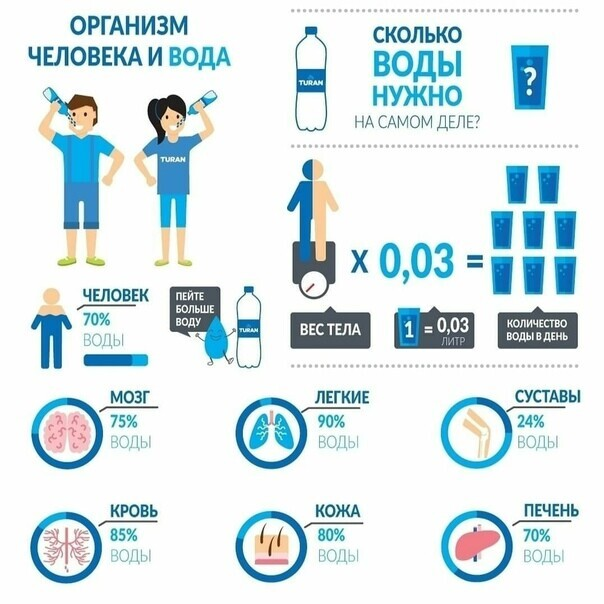 ОРГАНИЗМ
ЧЕЛОВЕКА И ВОДА
TURAN
СКОЛЬКО
ВОДЫ
НУЖНО
НА САМОМ ДЕЛЕ?
TURAN
?
х 0,03 =
ВЕС ТЕЛА
1 = 0,03
ЛИТР
КОЛИЧЕСТВО
ВОДЫ В ДЕНЬ
ЧЕЛОВЕК
70%
ВОДЫ
ПЕЙТЕ
БОЛЬШЕ
ВОДУ
TURAN
МОЗГ
75%
ВОДЫ
ЛЕГКИЕ
90%
ВОДЫ
СУСТАВЫ
24%
ВОДЫ
КРОВЬ
85%
ВОДЫ
КОЖА
80%
ВОДЫ
ПЕЧЕНЬ
70%
ВОДЫ